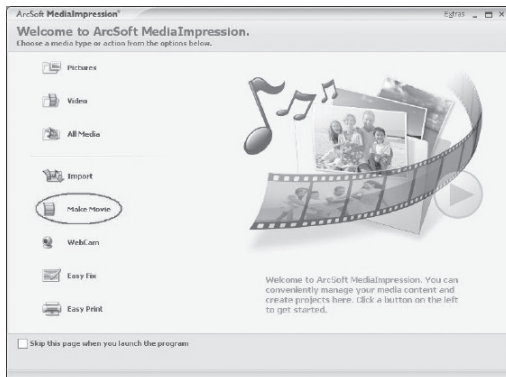 ArcSoft MediaImpression®
Extras
Welcome to ArcSoft MediaImpression.
Choose a media type or action from the options below.
Pictures
Video
All Media
Import
Make Movie
WebCam
Easy Fix
Easy Print
Welcome to ArcSoft MediaImpression. You can
conveniently manage your media content and
create projects here. Click a button on the left
to get started.
Skip this page when you launch the program